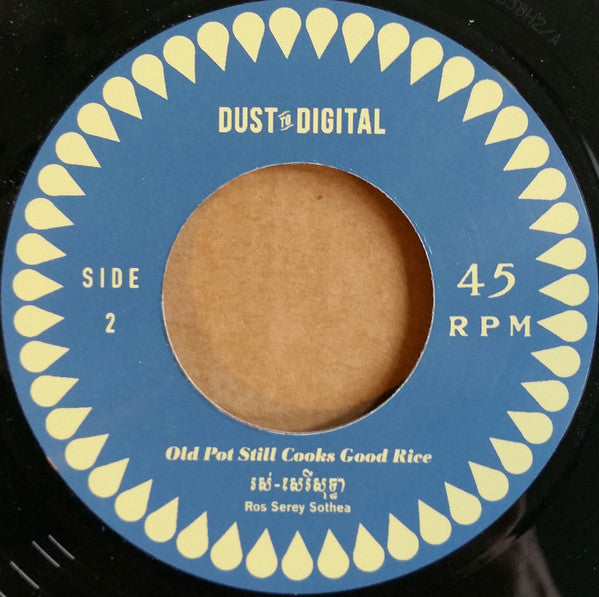 DUST TO DIGITAL
SIDE
2
45
RPM
Old Pot Still Cooks Good Rice
រស់-សេរីសុទ្ធា
Ros Serey Sothea